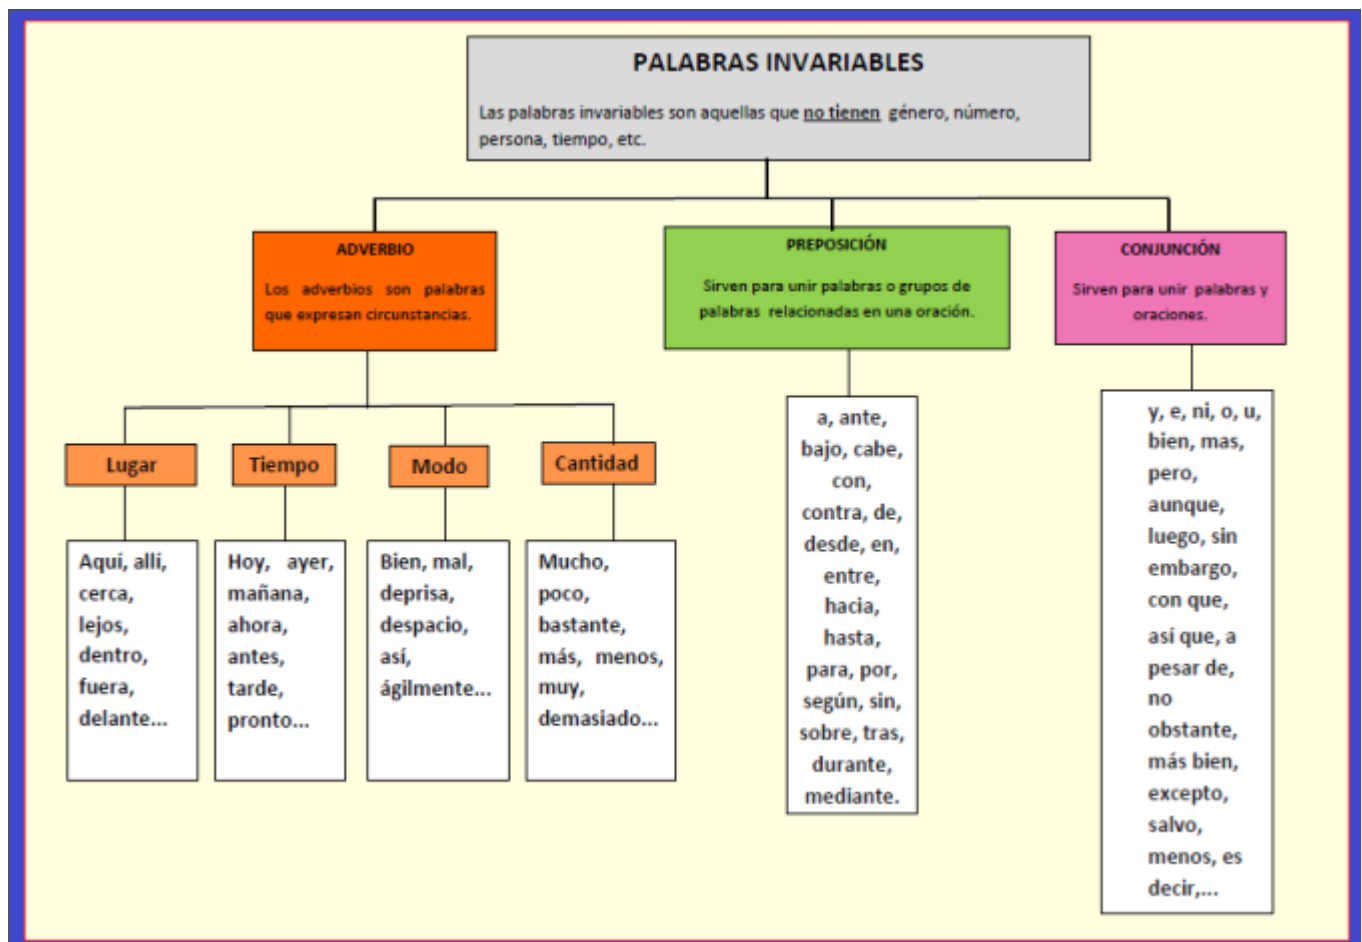 PALABRAS INVARIABLES
Las palabras invariables son aquellas que no tienen género, número,
persona, tiempo, etc.
ADVERBIO
Los adverbios son palabras
que expresan circunstancias.
PREPOSICIÓN
Sirven para unir palabras o grupos de
palabras relacionadas en una oración.
CONJUNCIÓN
Sirven para unir palabras y
oraciones.
Lugar
Tiempo
Modo
Cantidad
Aquí, allí,
cerca,
lejos,
dentro,
fuera,
delante...
Hoy, ayer,
mañana,
ahora,
antes,
tarde,
pronto...
Bien, mal,
deprisa,
despacio,
así,
ágilmente...
Mucho,
poco,
bastante,
más, menos,
muy,
demasiado...
a, ante,
bajo, cabe,
con,
contra, de,
desde, en,
entre,
hacia,
hasta,
para, por,
según, sin,
sobre, tras,
durante,
mediante.
y, e, ni, o, u,
bien, mas,
pero,
aunque,
luego, sin
embargo,
con que,
así que, a
pesar de,
no
obstante,
más bien,
excepto,
salvo,
menos, es
decir,...